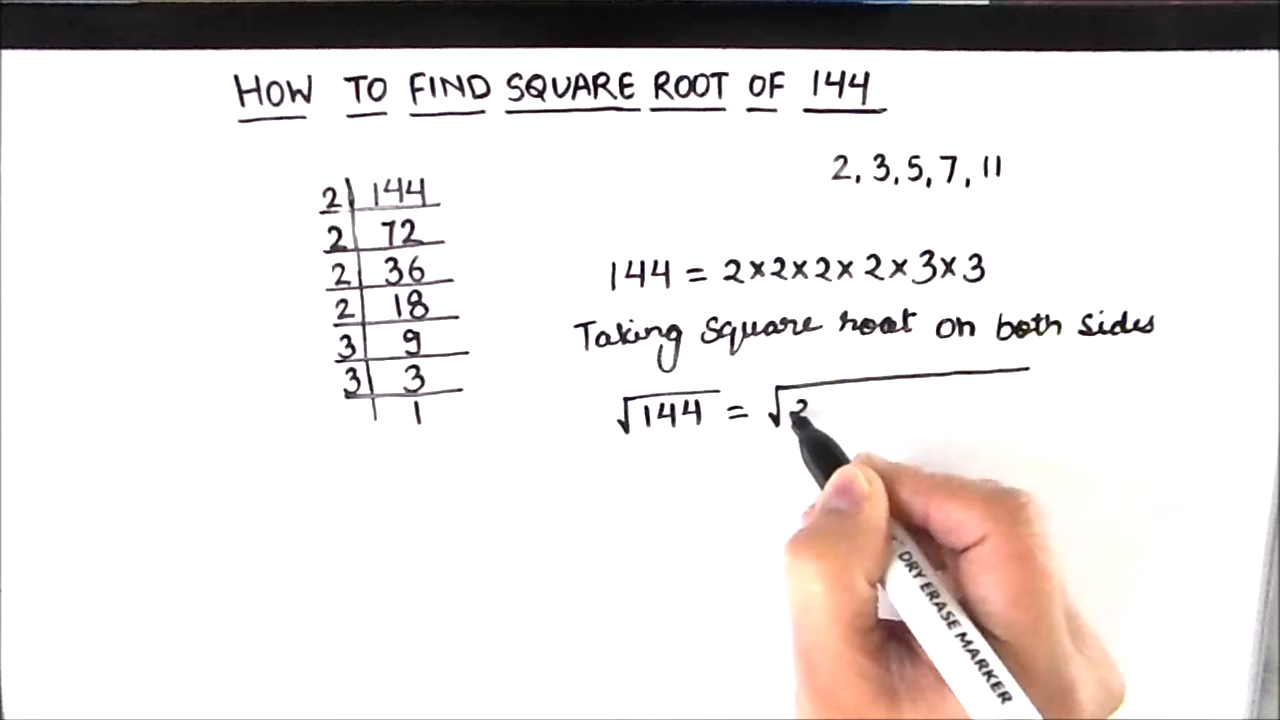 HOW TO FIND SQUARE ROOT OF 144
2, 3, 5, 7, 11
2 144
2 72
2 36
2 18
3 9
3 3
1
144 = 2×2×2×2×3×3
Taking square root on both sides
√144 = √2
DRY ERASE MARKER